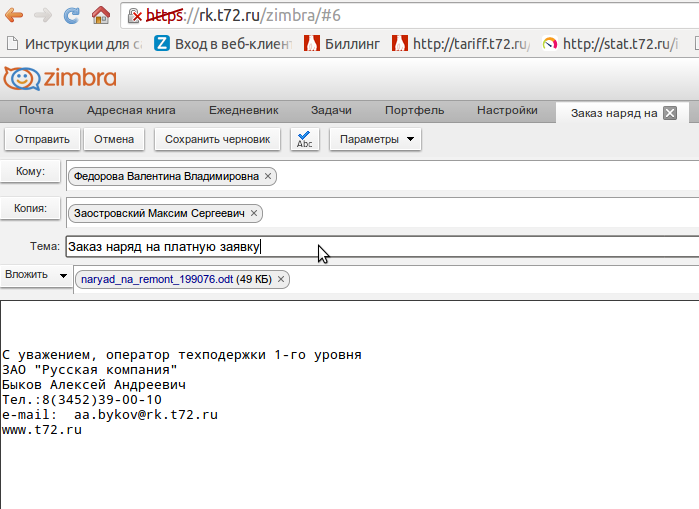 https://rk.t72.ru/zimbra/#6
Инструкции для са Вход в веб-клиент Биллинг http://tariff.t72.ru/ http://stat.t72.ru/i
zimbra
Почта Адресная книга Ежедневник Задачи Портфель Настройки Заказ наряд на
Отправить Отмена Сохранить черновик Abc Параметры
Кому: Федорова Валентина Владимировна
Копия: Заостровский Максим Сергеевич
Тема: Заказ наряд на платную заявку
Вложить naryad_na_remont_199076.odt (49 КБ)
С уважением, оператор техподержки 1-го уровня
ЗАО "Русская компания"
Быков Алексей Андреевич
Тел.:8(3452)39-00-10
e-mail: aa.bykov@rk.t72.ru
www.t72.ru